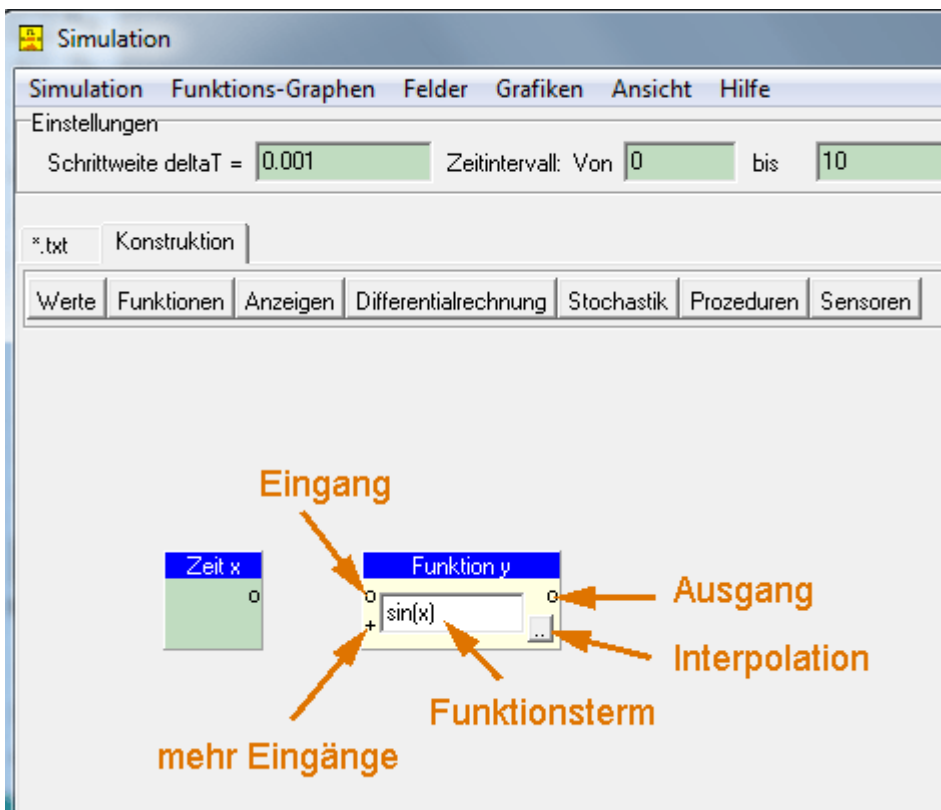 Simulation
Simulation Funktions-Graphen Felder Grafiken Ansicht Hilfe
Einstellungen
Schrittweite deltaT = 0.001 Zeitintervall: Von 0 bis 10
*.txt Konstruktion
Werte Funktionen Anzeigen Differentialrechnung Stochastik Prozeduren Sensoren
Eingang
Zeit x Funktion y
o o o Ausgang
+ sin(x) ..
Interpolation
Funktionsterm
mehr Eingänge